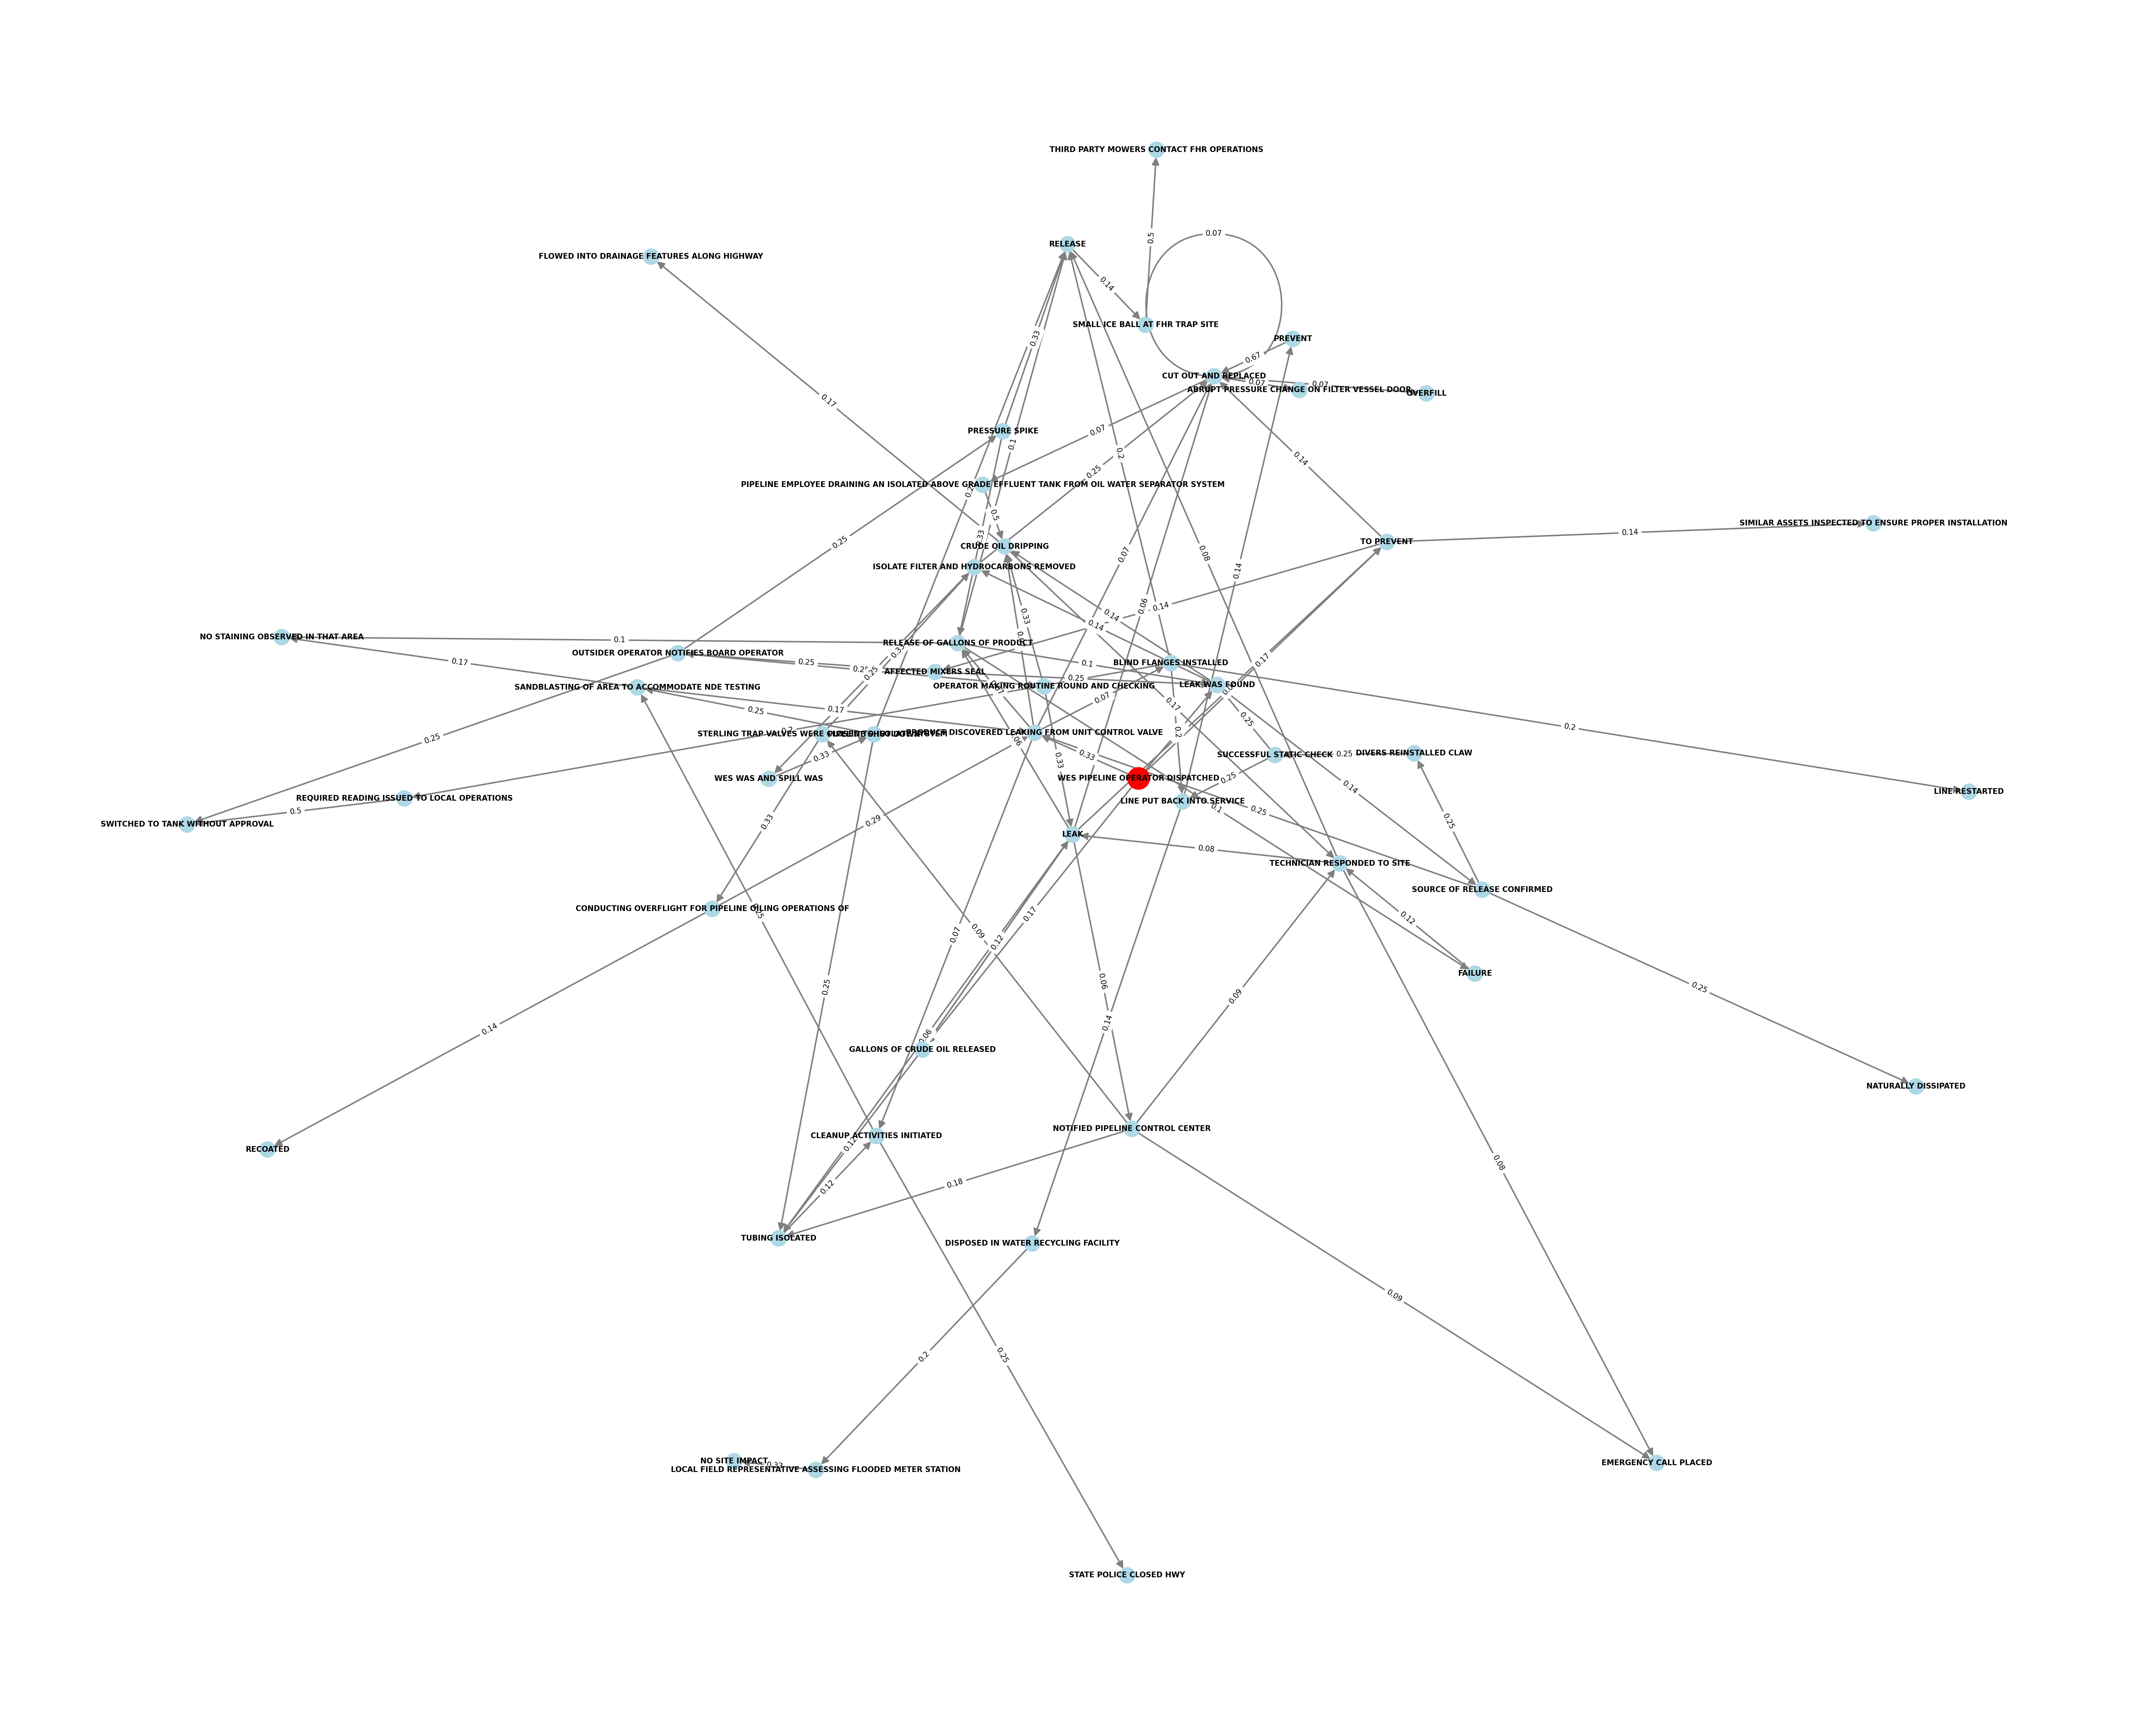 THIRD PARTY MOWERS CONTACT FHR OPERATIONS
0.5
0.07
RELEASE
FLOWED INTO DRAINAGE FEATURES ALONG HIGHWAY
0.14
SMALL ICE BALL AT FHR TRAP SITE
PREVENT
0.33
0.67
CUT OUT AND REPLACED
0.07
0.07
ABRUPT PRESSURE CHANGE ON FILTER VESSEL DOOR
OVERFILL
0.17
PRESSURE SPIKE
0.07
0.1
0.2
0.25
PIPELINE EMPLOYEE DRAINING AN ISOLATED ABOVE GRADE EFFLUENT TANK FROM OIL WATER SEPARATOR SYSTEM
0.14
0.5
SIMILAR ASSETS INSPECTED TO ENSURE PROPER INSTALLATION
0.14
0.25
TO PREVENT
CRUDE OIL DRIPPING
0.07
0.08
ISOLATE FILTER AND HYDROCARBONS REMOVED
0.14
0.06
0.14
0.33
0.14
0.14
NO STAINING OBSERVED IN THAT AREA
0.1
RELEASE OF GALLONS OF PRODUCT
OUTSIDER OPERATOR NOTIFIES BOARD OPERATOR
0.25
0.17
0.1
BLIND FLANGES INSTALLED
0.17
AFFECTED MIXERS SEAL
0.25
0.25
SANDBLASTING OF AREA TO ACCOMMODATE NDE TESTING
OPERATOR MAKING ROUTINE ROUND AND CHECKING
LEAK WAS FOUND
0.07
0.17
0.25
0.17
0.25
0.2
0.2
0.2
STERLING TRAP VALVES WERE
PRODUCT DISCOVERED LEAKING FROM UNIT CONTROL VALVE
0.25
0.06
0.33
0.33
0.33
SUCCESSFUL STATIC CHECK
0.25
DIVERS REINSTALLED CLAW
WES WAS AND SPILL WAS
WES PIPELINE OPERATOR DISPATCHED
0.25
0.14
LINE RESTARTED
REQUIRED READING ISSUED TO LOCAL OPERATIONS
LINE PUT BACK INTO SERVICE
0.5
0.1
0.25
SWITCHED TO TANK WITHOUT APPROVAL
0.33
0.29
LEAK
0.25
0.08
TECHNICIAN RESPONDED TO SITE
SOURCE OF RELEASE CONFIRMED
CONDUCTING OVERFLIGHT FOR PIPELINE OILING OPERATIONS OF
0.17
0.12
0.07
0.09
0.12
FAILURE
0.06
0.25
0.25
0.09
0.14
0.14
0.06
GALLONS OF CRUDE OIL RELEASED
NATURALLY DISSIPATED
NOTIFIED PIPELINE CONTROL CENTER
CLEANUP ACTIVITIES INITIATED
0.12
RECOATED
0.08
0.18
0.12
TUBING ISOLATED
DISPOSED IN WATER RECYCLING FACILITY
0.09
0.2
0.25
NO SITE IMPACT
0.33
EMERGENCY CALL PLACED
LOCAL FIELD REPRESENTATIVE ASSESSING FLOODED METER STATION
STATE POLICE CLOSED HWY